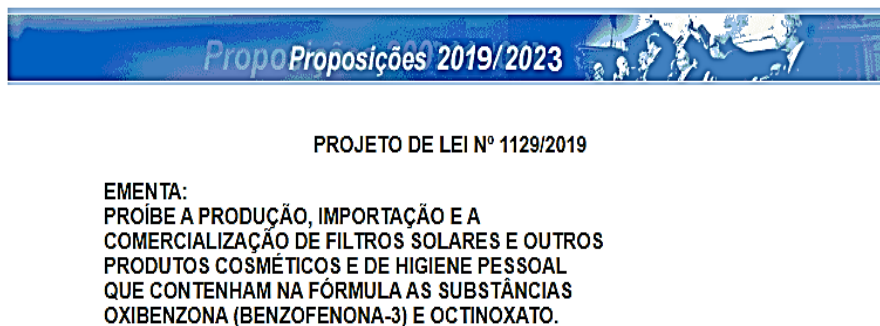 Proposições 2019/2023
PROJETO DE LEI Nº 1129/2019
EMENTA:
PROÍBE A PRODUÇÃO, IMPORTAÇÃO E A
COMERCIALIZAÇÃO DE FILTROS SOLARES E OUTROS
PRODUTOS COSMÉTICOS E DE HIGIENE PESSOAL
QUE CONTENHAM NA FÓRMULA AS SUBSTÂNCIAS
OXIBENZONA (BENZOFENONA-3) E OCTINOXATO.